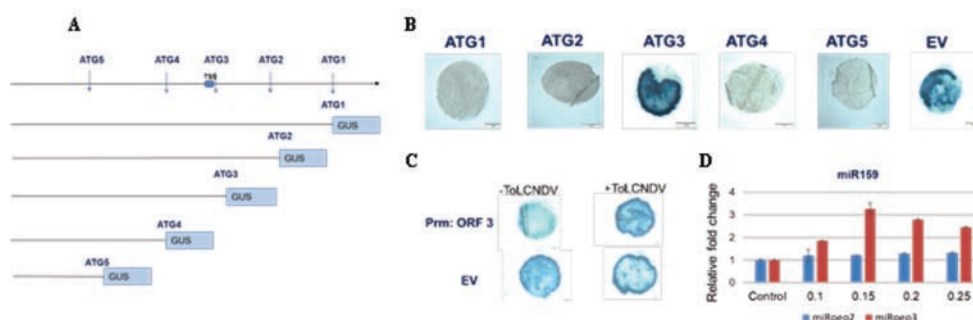 A
ATG5 ATG4 ATG3 ATG2 ATG1
TSS
ATG1
GUS
ATG2
GUS
ATG3
GUS
ATG4
GUS
ATG5
GUS
B
ATG1 ATG2 ATG3 ATG4 ATG5 EV
C
-ToLCNDV +ToLCNDV
Prm: ORF 3
EV
D
miR159
Relative fold change
4
3
2
1
0
Control 0.1 0.15 0.2 0.25
miRpep2 miRpep3